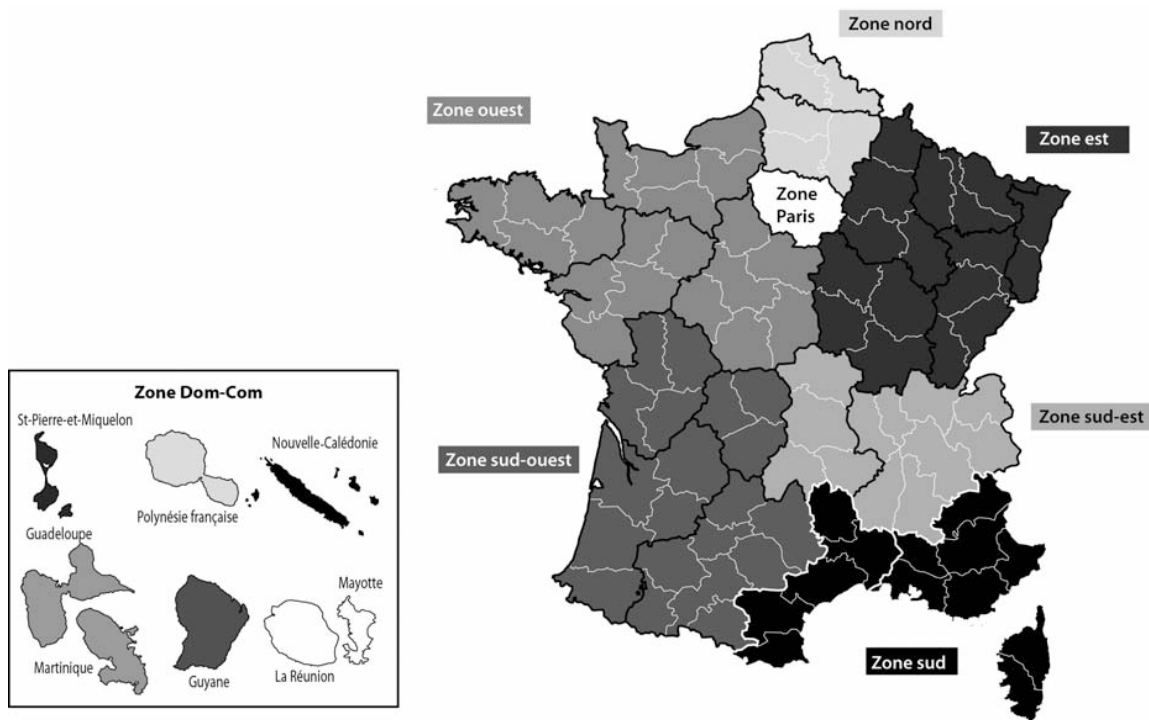 Zone nord
Zone ouest
Zone est
Zone
Paris
Zone Dom-Com
St-Pierre-et-Miquelon
Nouvelle-Calédonie
Zone sud-est
Zone sud-ouest
Polynésie française
Guadeloupe
Mayotte
Martinique
Guyane
La Réunion
Zone sud